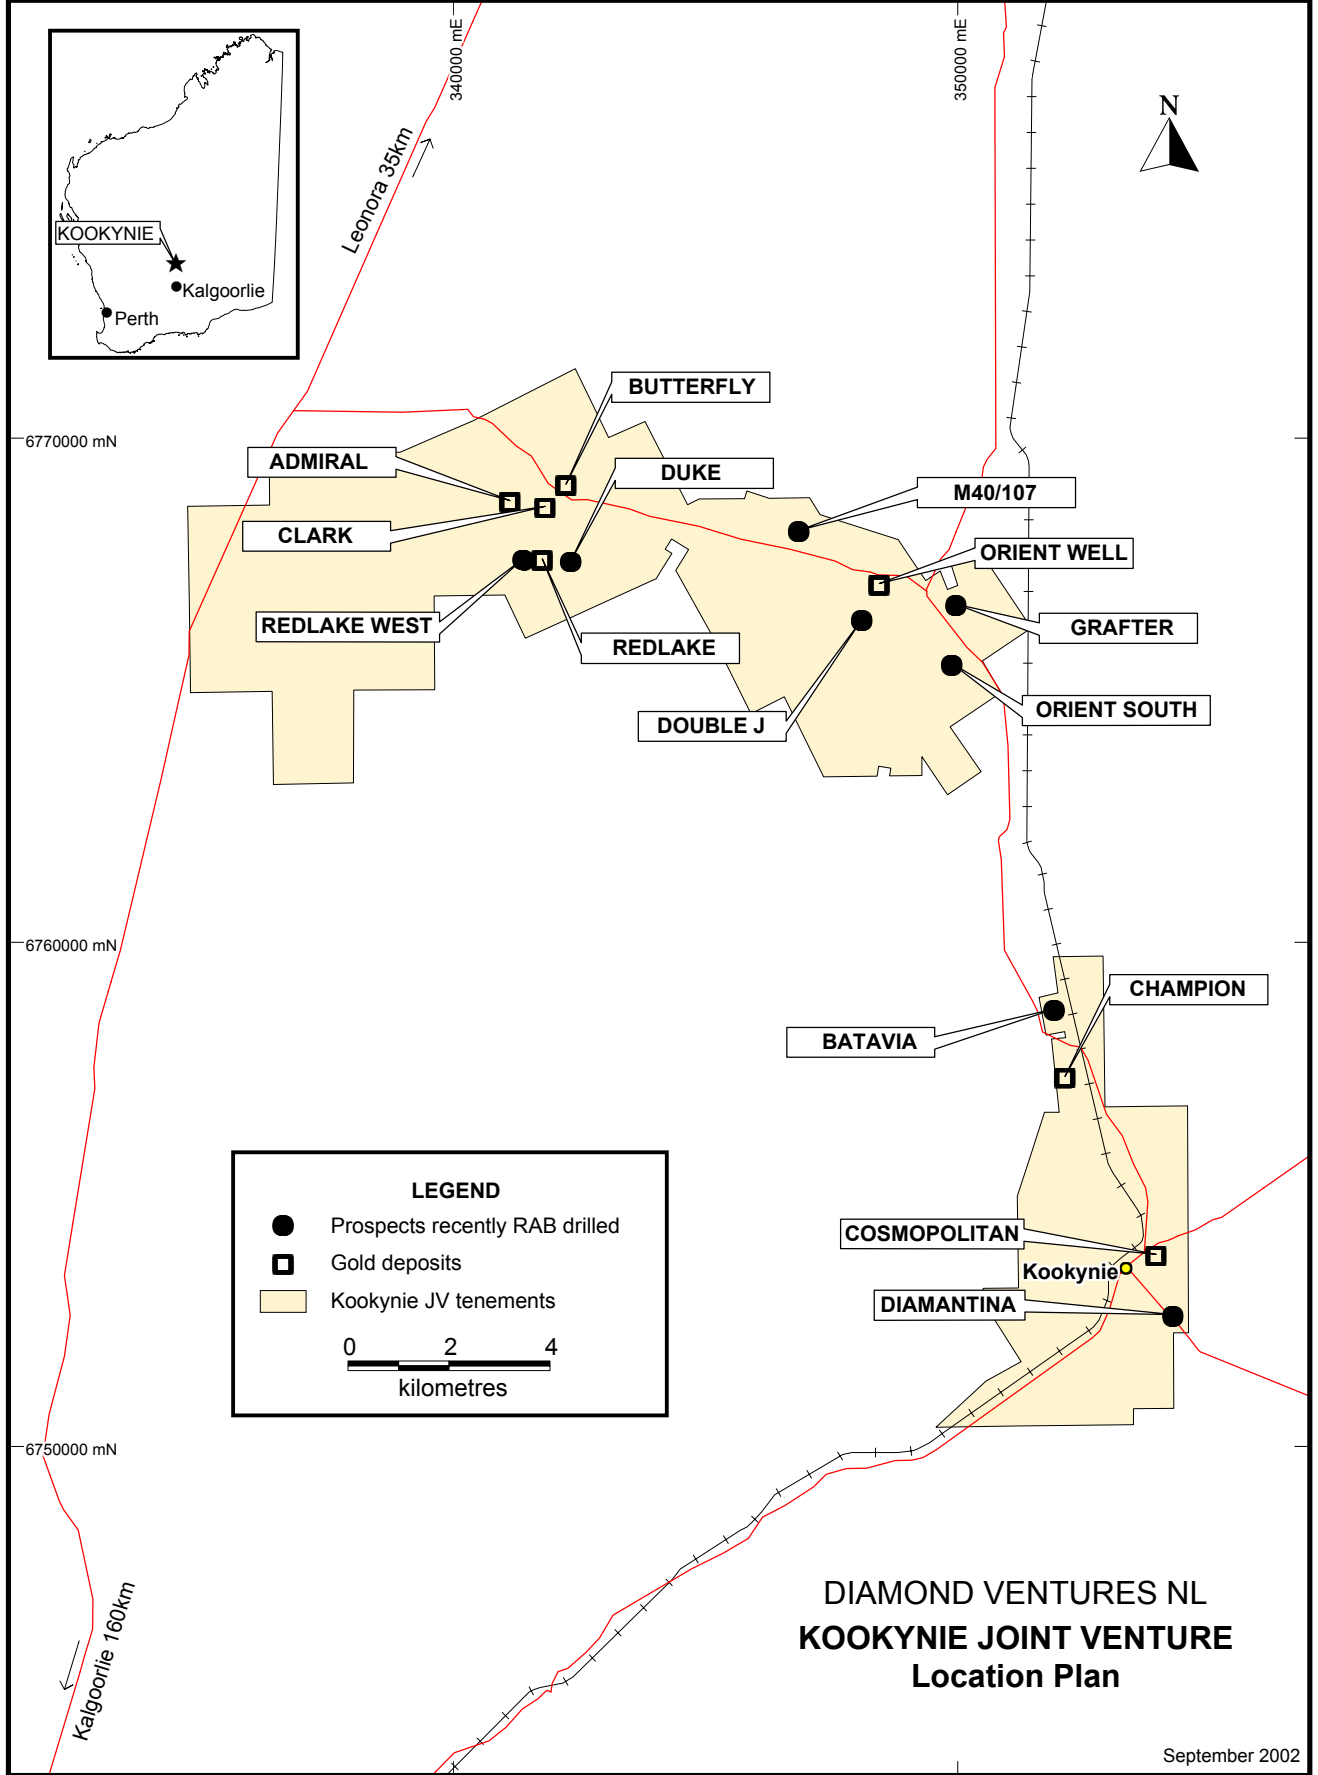 340000 mE
350000 mE
N
Leonora 35km
KOOKYNIE
Kalgoorlie
Perth
BUTTERFLY
6770000 mN
ADMIRAL
DUKE
M40/107
CLARK
ORIENT WELL
REDLAKE WEST
GRAFTER
REDLAKE
ORIENT SOUTH
DOUBLE J
6760000 mN
CHAMPION
BATAVIA
LEGEND
Prospects recently RAB drilled
Gold deposits
Kookynie JV tenements
0 2 4
kilometres
COSMOPOLITAN
Kookynie
DIAMANTINA
6750000 mN
Kalgoorlie 160km
DIAMOND VENTURES NL
KOOKYNIE JOINT VENTURE
Location Plan
September 2002